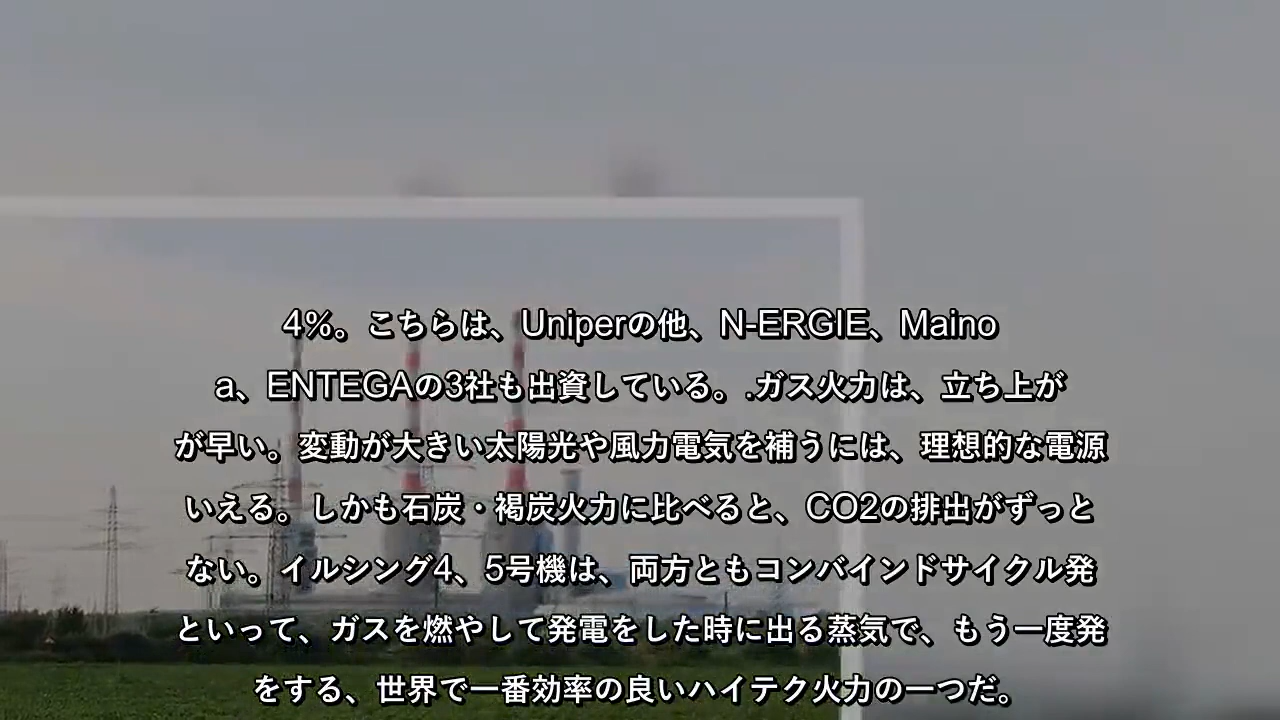 4%。こちらは、Uniperの他、N-ERGIE、Maino
a、ENTEGAの3社も出資している。.ガス火力は、立ち上が
が早い。変動が大きい太陽光や風力電気を補うには、理想的な電源
いえる。しかも石炭・褐炭火力に比べると、CO2の排出がずっと
ない。イルシング4、5号機は、両方ともコンバインドサイクル発
といって、ガスを燃やして発電をした時に出る蒸気で、もう一度発
をする、世界で一番効率の良いハイテク火力の一つだ。